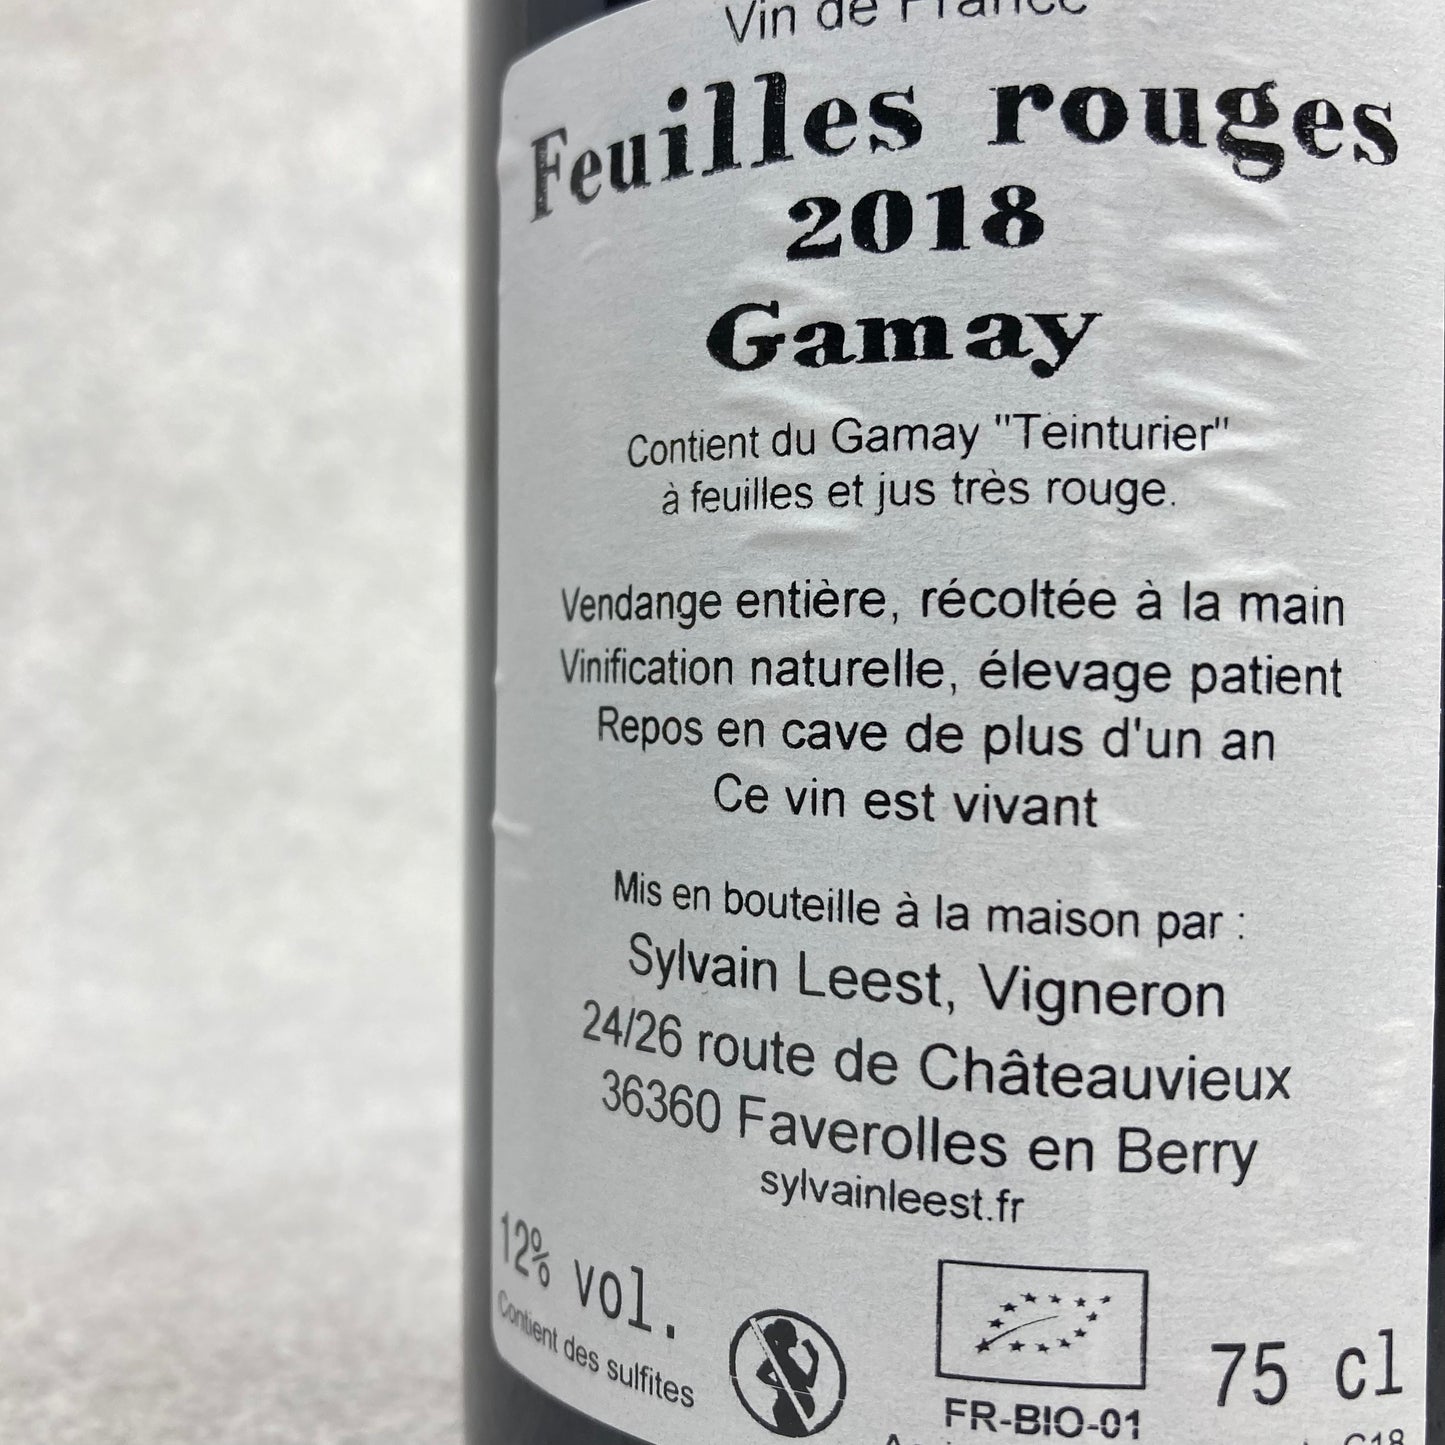 Vin de France
Feuilles rouges
2018
Gamay
Contient du Gamay "Teinturier"
à feuilles et jus très rouge.
Vendange entière, récoltée à la main
Vinification naturelle, élevage patient
Repos en cave de plus d'un an
Ce vin est vivant
Mis en bouteille à la maison par :
Sylvain Leest, Vigneron
24/26 route de Châteauvieux
36360 Faverolles en Berry
sylvainleest.fr
12% vol.
Contient des sulfites
75 cl
FR-BIO-01